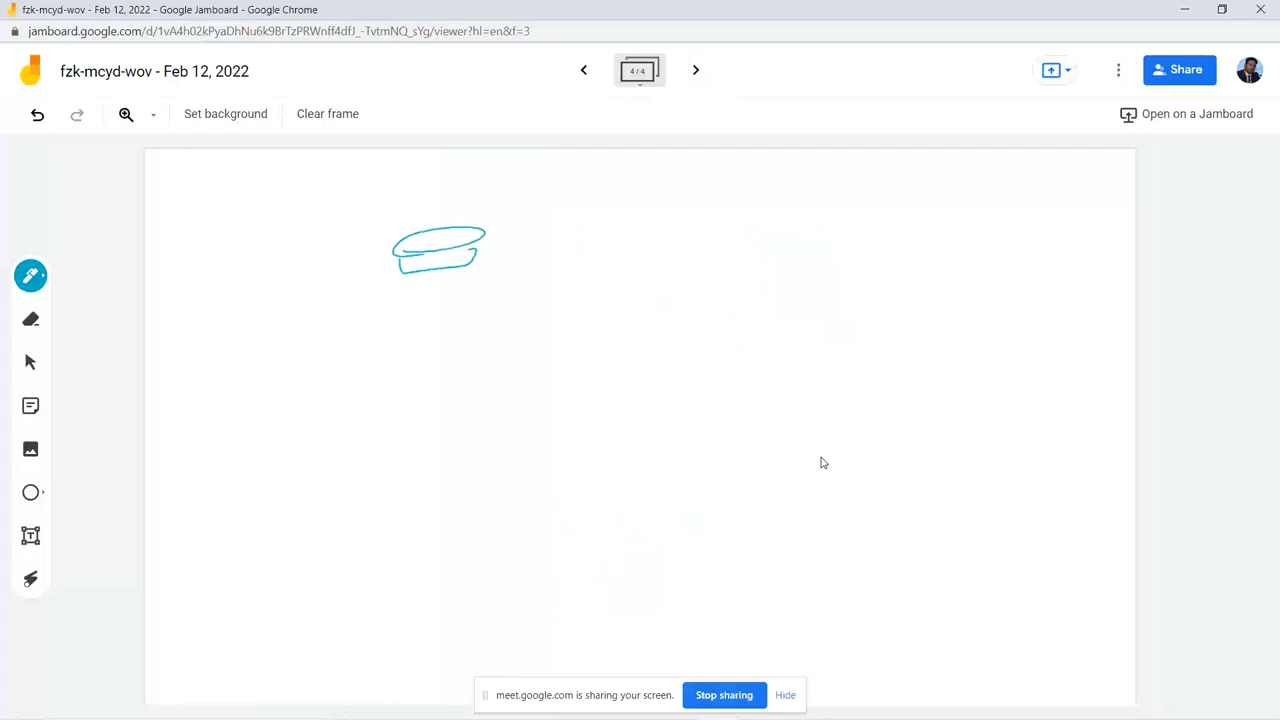 fzk-mcyd-wov - Feb 12, 2022 - Google Jamboard - Google Chrome
jamboard.google.com/d/1vA4h02kPyaDhNu6k9BrTzPRWnff4dfJ_-TvtmNQ_sYg/viewer?hl=en&f=3
fzk-mcyd-wov - Feb 12, 2022
4 / 4
Share
Set background
Clear frame
Open on a Jamboard
T
meet.google.com is sharing your screen.
Stop sharing
Hide